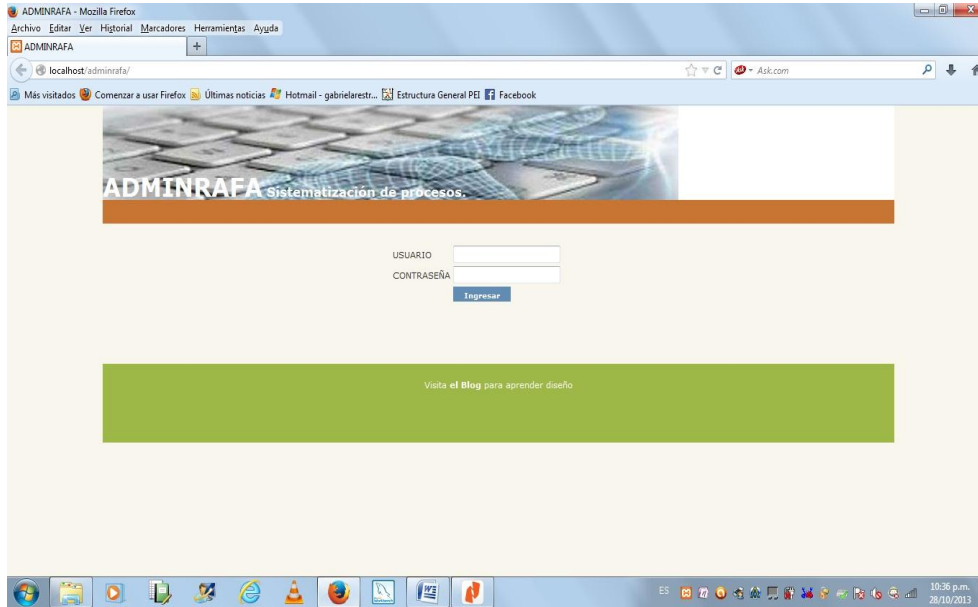 ADMINRAFA - Mozilla Firefox
Archivo Editar Ver Historial Marcadores Herramientas Ayuda
ADMINRAFA
localhost/adminrafa/
Ask.com
Más visitados Comenzar a usar Firefox Últimas noticias Hotmail - gabrielarestr... Estructura General PEI Facebook
ADMINRAFA Sistematización de procesos.
USUARIO
CONTRASEÑA
Ingresar
Visita el Blog para aprender diseño
ES
10:36 p.m.
28/10/2013